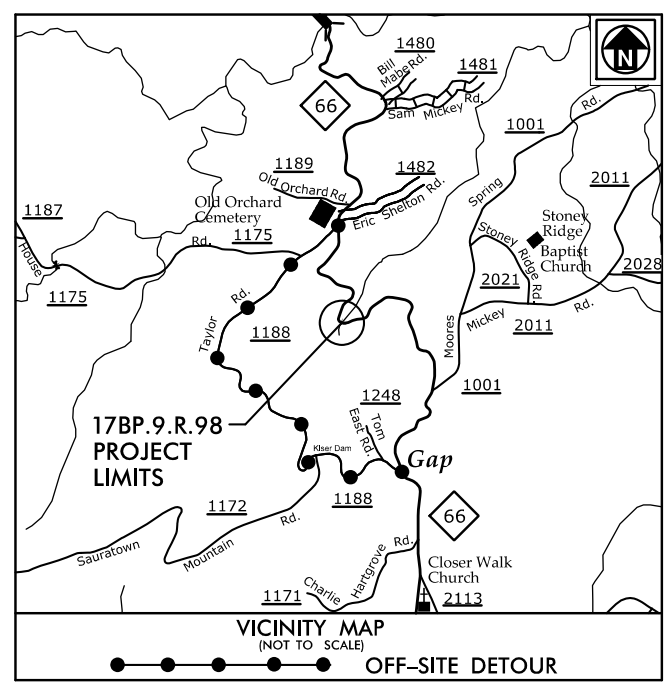 N
1480
Bill
Mabe Rd.
1481
66
Sam Mickey Rd.
1001
Rd.
1189
1482
Old Orchard Rd.
2011
Old Orchard
Cemetery
Eric Shelton Rd.
Spring
1187
Stoney
Ridge
Baptist
Church
House
Rd.
1175
Stoney Ridge Rd.
2028
1175
2021
Rd.
Taylor
1188
Moores
Mickey
Rd.
2011
1248
1001
17BP.9.R.98
PROJECT
LIMITS
Tom
East Rd.
Kiser Dam
Gap
1188
1172
66
Sauratown
Mountain
Rd.
Charlie
Hartgrove Rd.
Closer Walk
Church
1171
2113
VICINITY MAP
(NOT TO SCALE)
OFF-SITE DETOUR